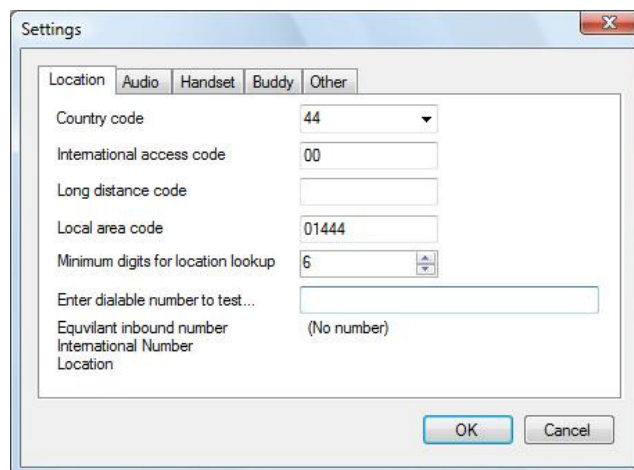 Settings
Location Audio Handset Buddy Other
Country code 44
International access code 00
Long distance code
Local area code 01444
Minimum digits for location lookup 6
Enter dialable number to test...
Equvilant inbound number (No number)
International Number
Location
OK Cancel